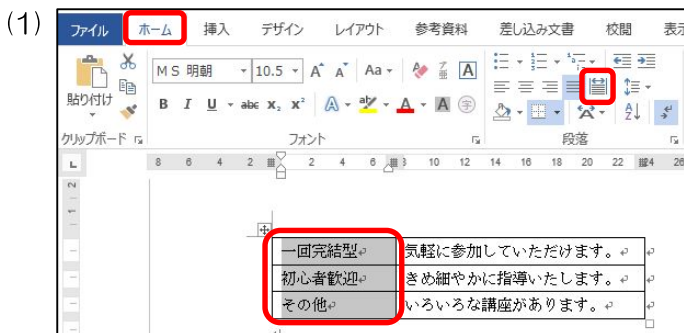 (1)
ファイル ホーム 挿入 デザイン レイアウト 参考資料 差し込み文書 校閲 表示
貼り付け
MS 明朝 10.5 A A Aa A
B I U abc X₂ X² A aby A A 字
クリップボード フォント 段落
L 8 6 4 2 2 4 6 8 10 12 14 16 18 20 22 24 26
一回完結型 気軽に参加していただけます。
初心者歓迎 きめ細やかに指導いたします。
その他 いろいろな講座があります。